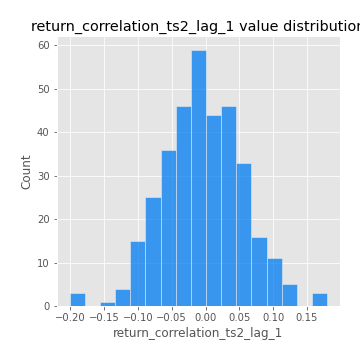 return_correlation_ts2_lag_1 value distribution
60
50
40
30
20
10
0
Count
−0.20 −0.15 −0.10 −0.05 0.00 0.05 0.10 0.15
return_correlation_ts2_lag_1